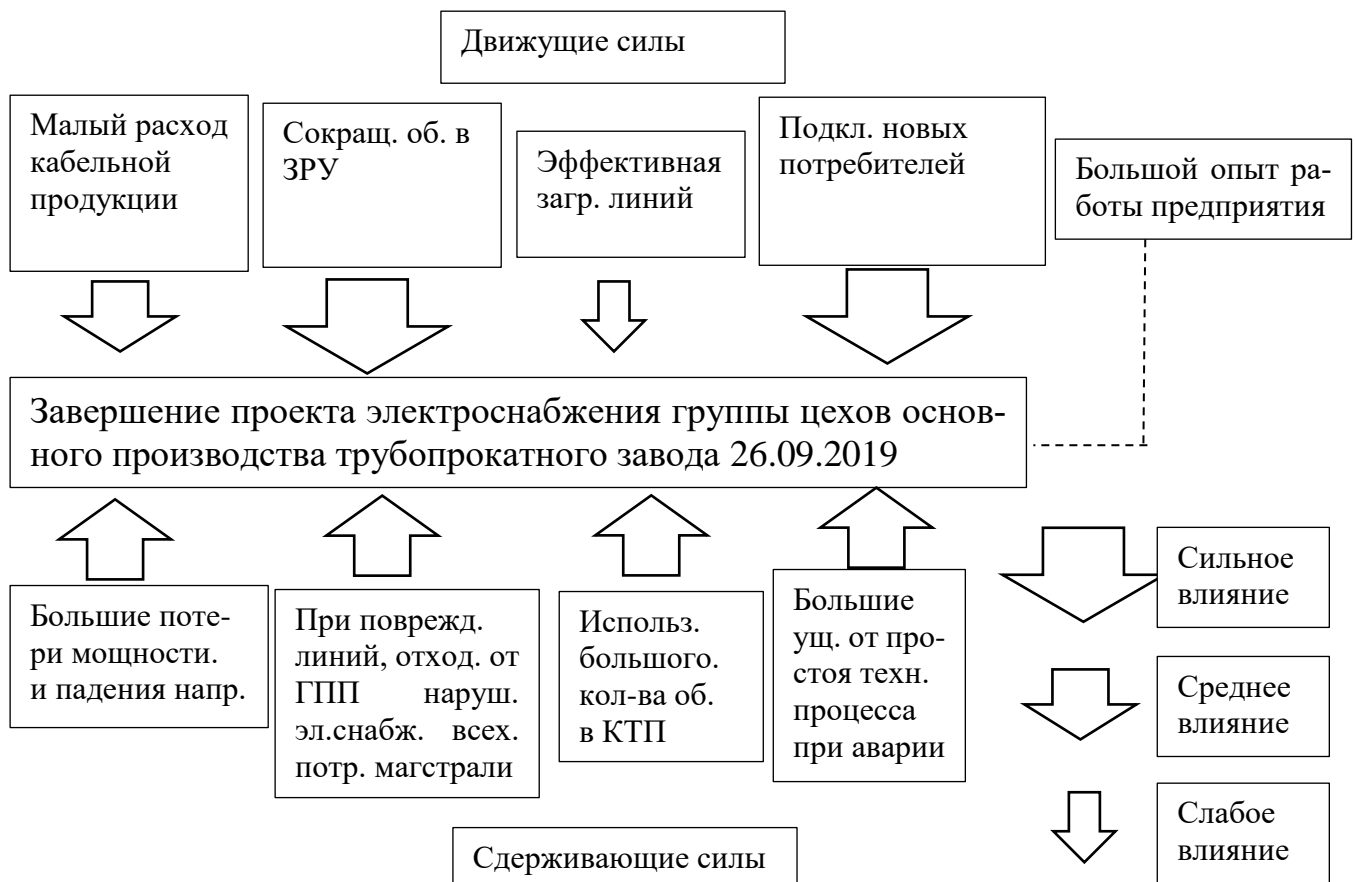 Движущие силы
Малый расход
кабельной
продукции
Сокращ. об. в
ЗРУ
Эффективная
загр. линий
Подкл. новых
потребителей
Большой опыт ра-
боты предприятия
Завершение проекта электроснабжения группы цехов основ-
ного производства трубопрокатного завода 26.09.2019
Большие поте-
ри мощности.
и падения напр.
При поврежд.
линий, отход. от
ГПП наруш.
эл.снабж. всех.
потр. магстрали
Использ.
большого.
кол-ва об.
в КТП
Большие
ущ. от про-
стоя техн.
процесса
при аварии
Сильное
влияние
Среднее
влияние
Слабое
влияние
Сдерживающие силы